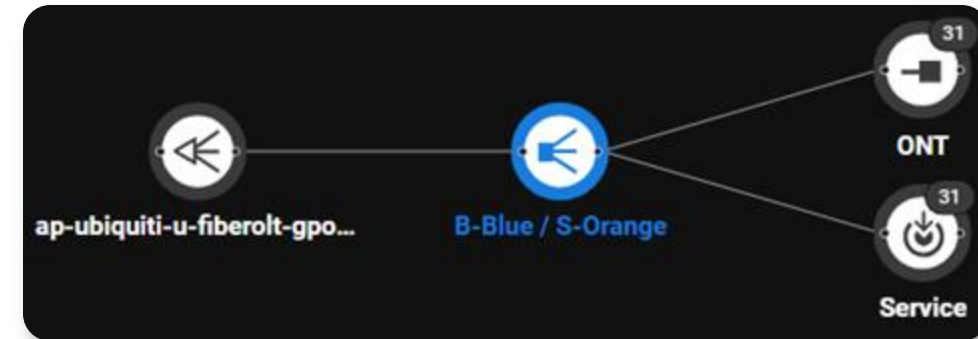 31
ONT
ap-ubiquiti-u-fiberolt-gpo...
B-Blue / S-Orange
31
Service